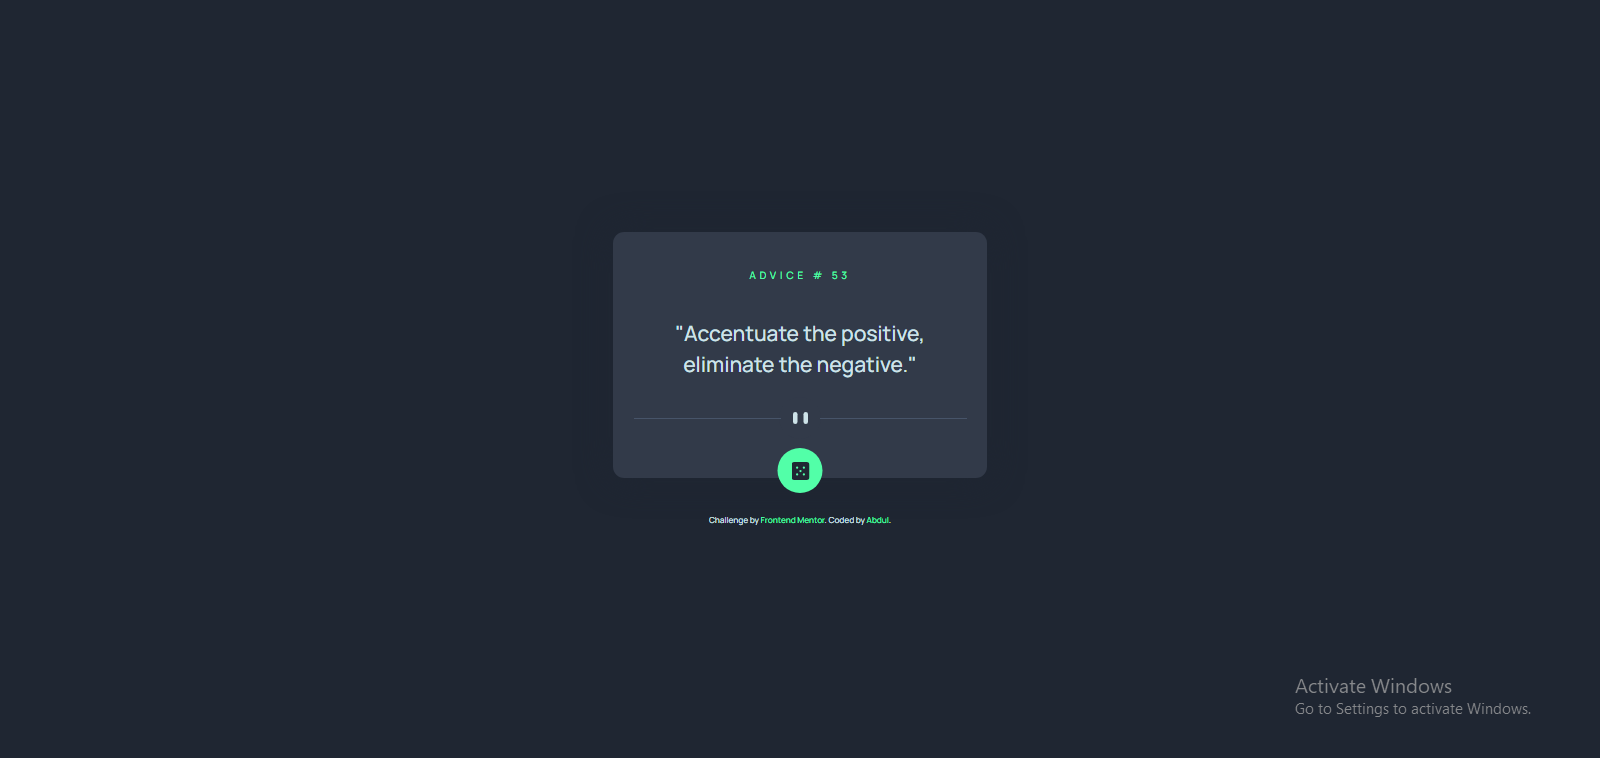 ADVICE # 53
"Accentuate the positive,
eliminate the negative."
Challenge by Frontend Mentor. Coded by Abdul.
Activate Windows
Go to Settings to activate Windows.